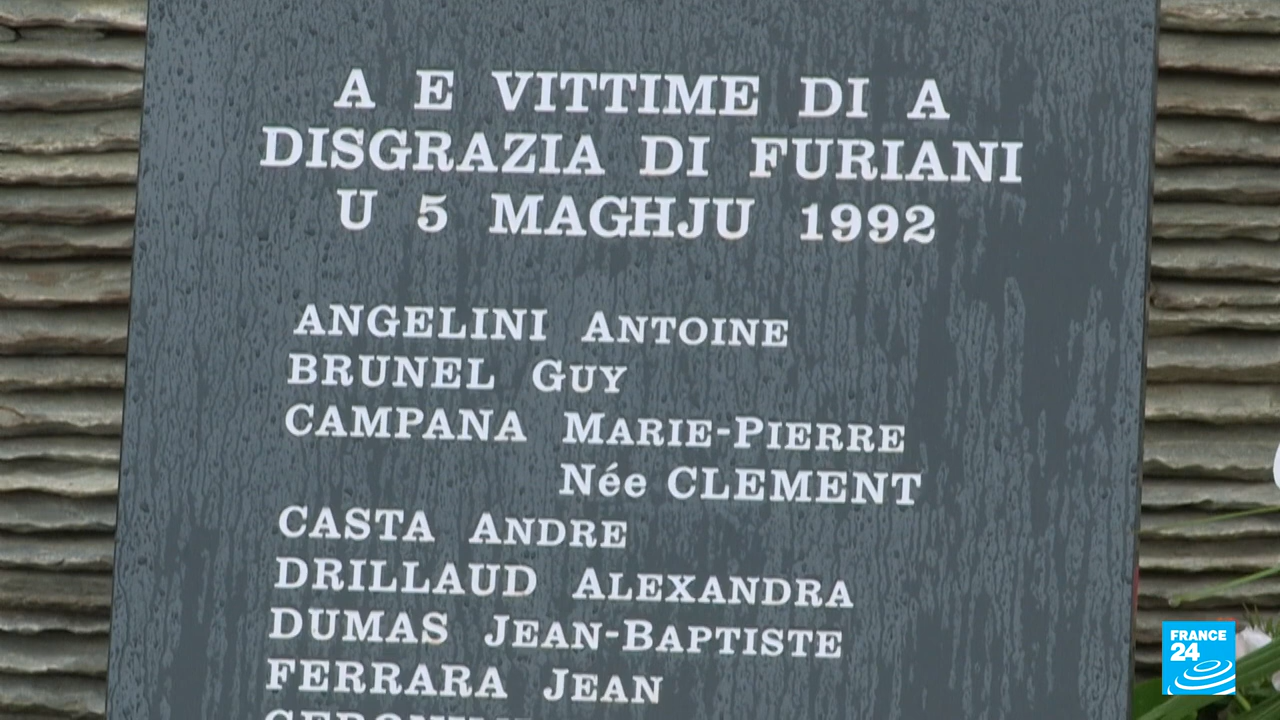 A E VITTIME DI A
DISGRAZIA DI FURIANI
U 5 MAGHJU 1992
ANGELINI ANTOINE
BRUNEL GUY
CAMPANA MARIE-PIERRE
Née CLEMENT
CASTA ANDRE
DRILLAUD ALEXANDRA
DUMAS JEAN-BAPTISTE
FERRARA JEAN
FRANCE
24